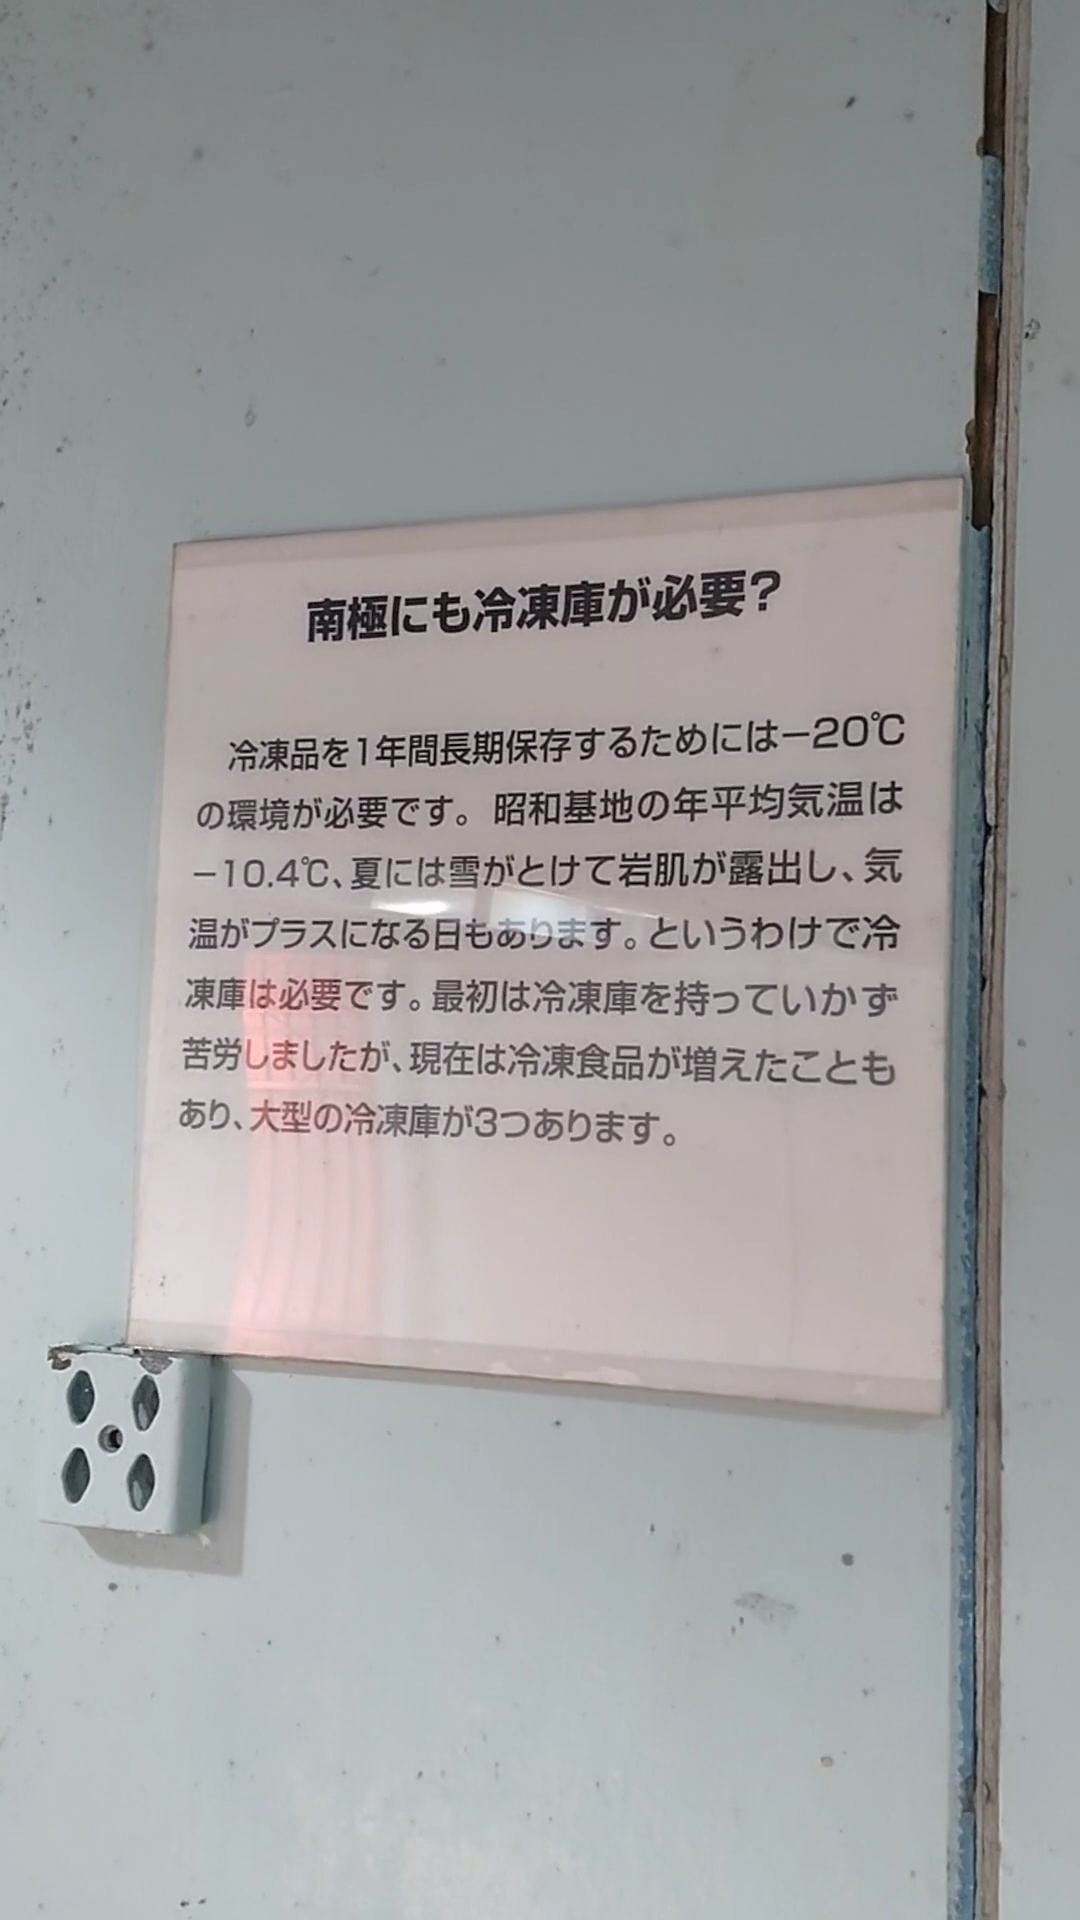 南極にも冷凍庫が必要?
冷凍品を1年間長期保存するためには−20℃
の環境が必要です。昭和基地の年平均気温は
−10.4℃、夏には雪がとけて岩肌が露出し、気
温がプラスになる日もあります。というわけで冷
凍庫は必要です。最初は冷凍庫を持っていかず
苦労しましたが、現在は冷凍食品が増えたことも
あり、大型の冷凍庫が3つあります。